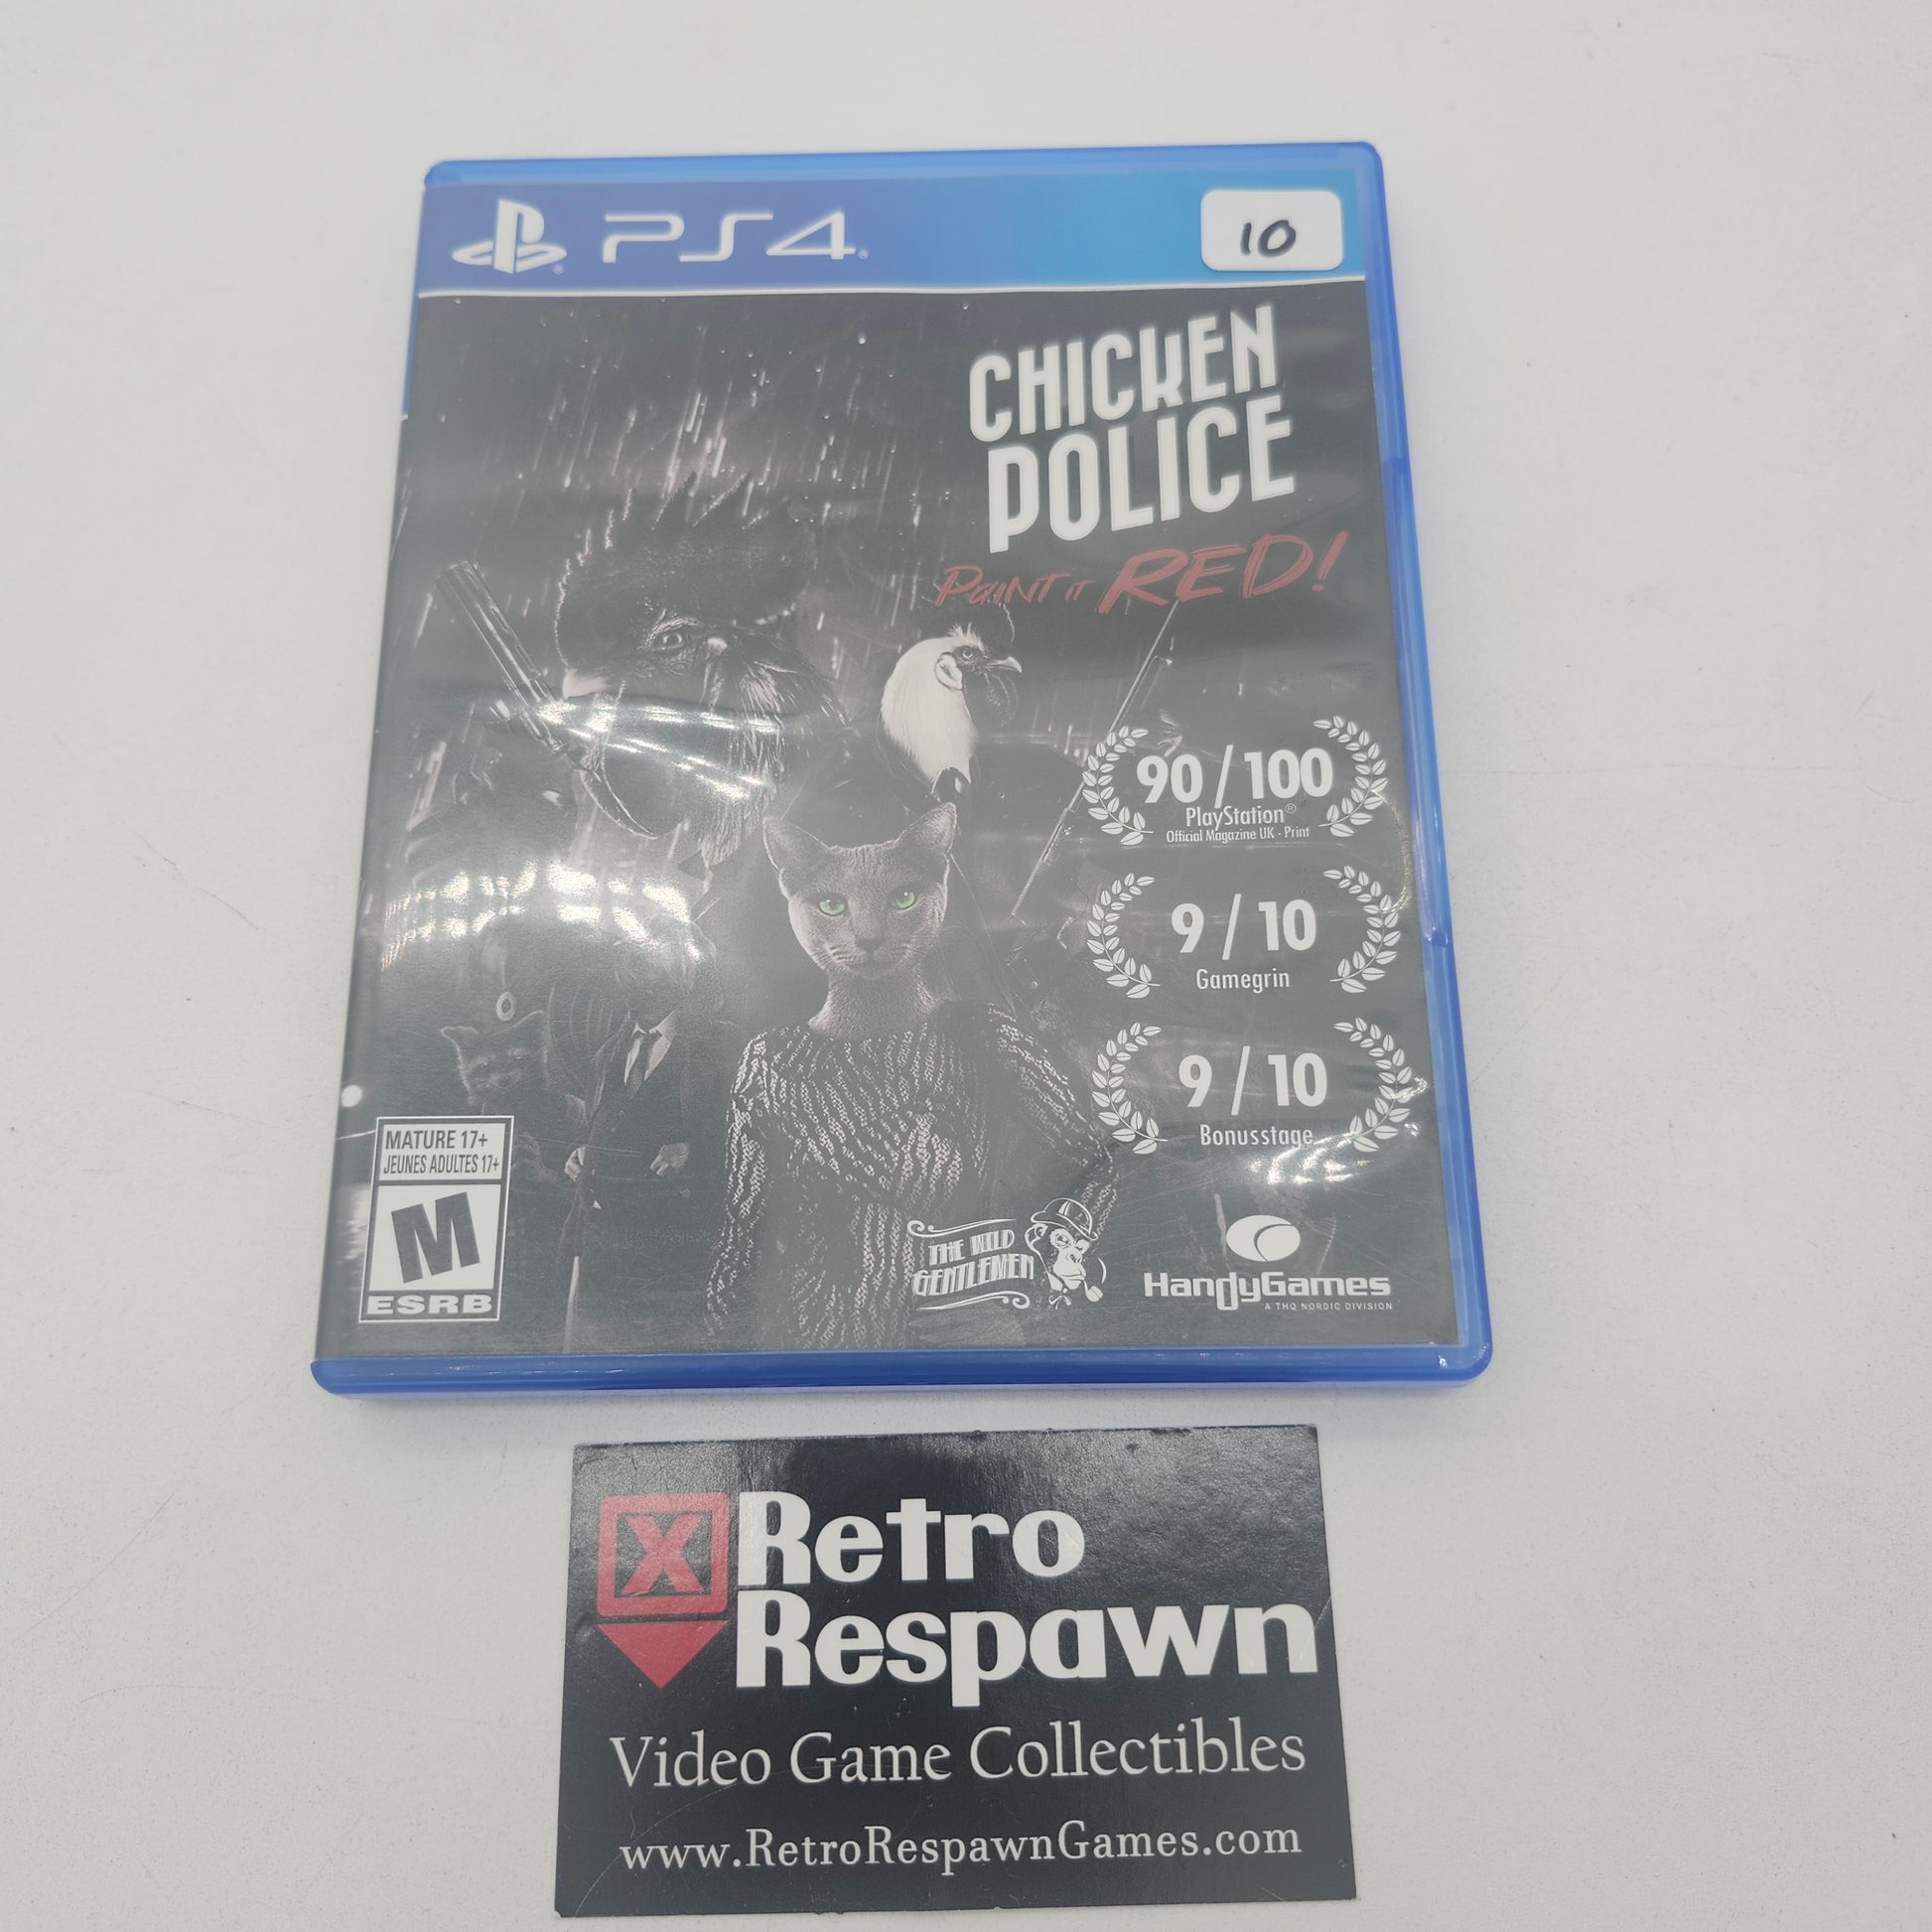 PS4
10
CHICKEN
POLICE
PAINT IT RED!
90/100
PlayStation®
Official Magazine UK - Print
9/10
Gamegrin
9/10
Bonusstage
MATURE 17+
JEUNES ADULTES 17+
M
ESRB
THE WILD
GENTLEMEN
HandyGames
A THQ NORDIC DIVISION
X
Retro
Respawn
Video Game Collectibles
www.RetroRespawnGames.com